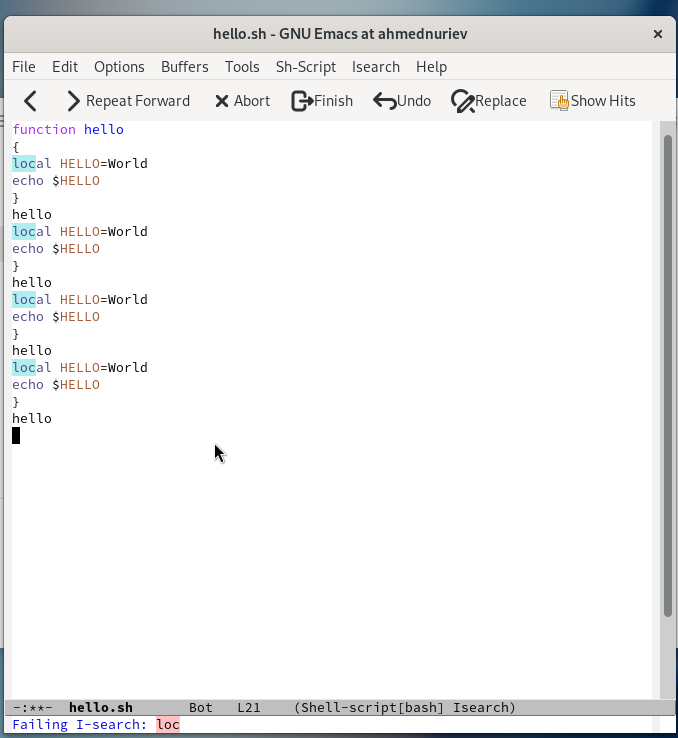 hello.sh - GNU Emacs at ahmednuriev
File Edit Options Buffers Tools Sh-Script Isearch Help
Repeat Forward Abort Finish Undo Replace Show Hits
function hello
{
local HELLO=World
echo $HELLO
}
hello
local HELLO=World
echo $HELLO
}
hello
local HELLO=World
echo $HELLO
}
hello
local HELLO=World
echo $HELLO
}
hello
-:**- hello.sh Bot L21 (Shell-script[bash] Isearch)
Failing I-search: loc